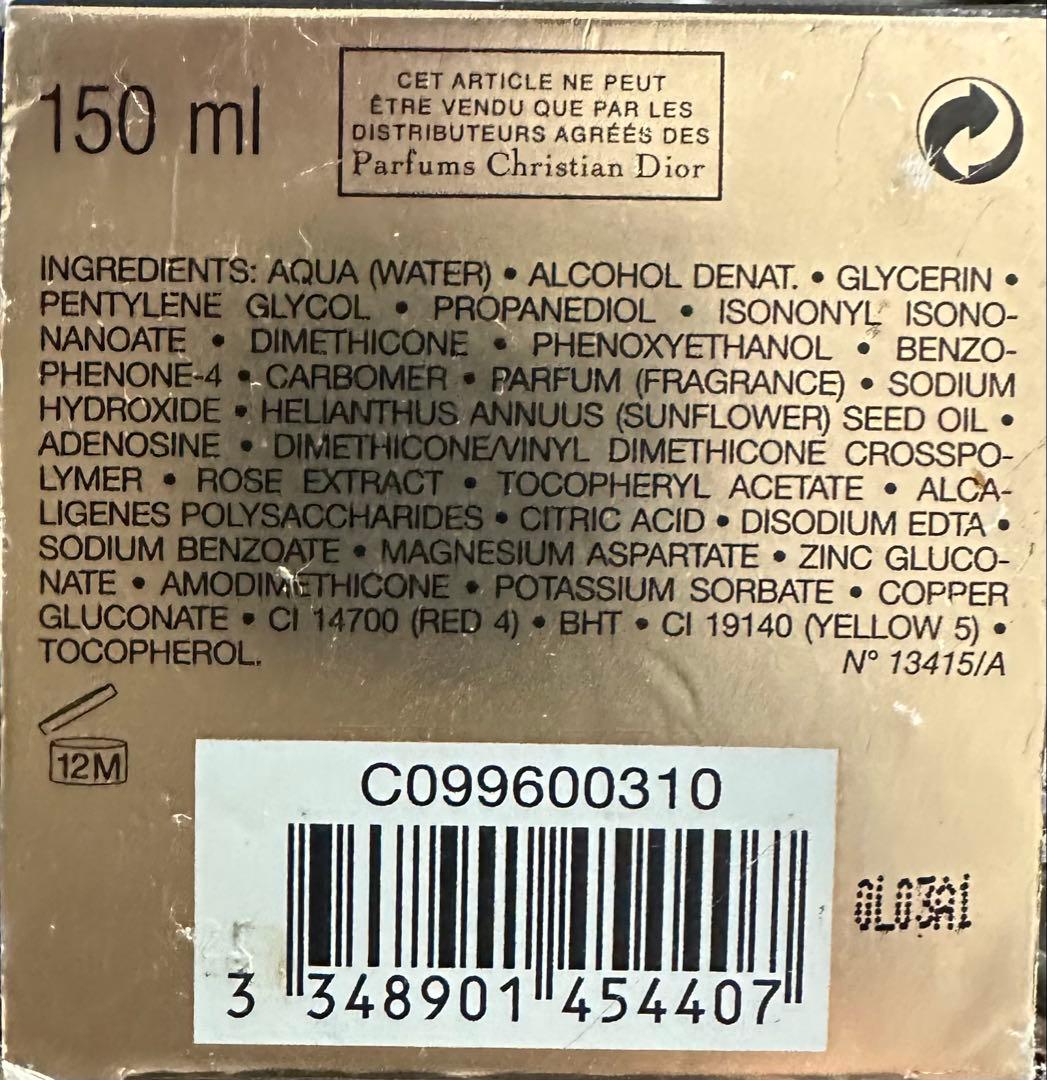 150 ml
CET ARTICLE NE PEUT
ÊTRE VENDU QUE PAR LES
DISTRIBUTEURS AGRÉÉS DES
Parfums Christian Dior
INGREDIENTS: AQUA (WATER) • ALCOHOL DENAT. • GLYCERIN •
PENTYLENE GLYCOL • PROPANEDIOL • ISONONYL ISONO-
NANOATE • DIMETHICONE • PHENOXYETHANOL • BENZO-
PHENONE-4 • CARBOMER • PARFUM (FRAGRANCE) • SODIUM
HYDROXIDE • HELIANTHUS ANNUUS (SUNFLOWER) SEED OIL •
ADENOSINE • DIMETHICONE/VINYL DIMETHICONE CROSSPO-
LYMER • ROSE EXTRACT • TOCOPHERYL ACETATE • ALCA-
LIGENES POLYSACCHARIDES • CITRIC ACID • DISODIUM EDTA •
SODIUM BENZOATE • MAGNESIUM ASPARTATE • ZINC GLUCO-
NATE • AMODIMETHICONE • POTASSIUM SORBATE • COPPER
GLUCONATE • CI 14700 (RED 4) • BHT • CI 19140 (YELLOW 5) •
TOCOPHEROL.
N° 13415/A
12M
C099600310
3 348901 454407